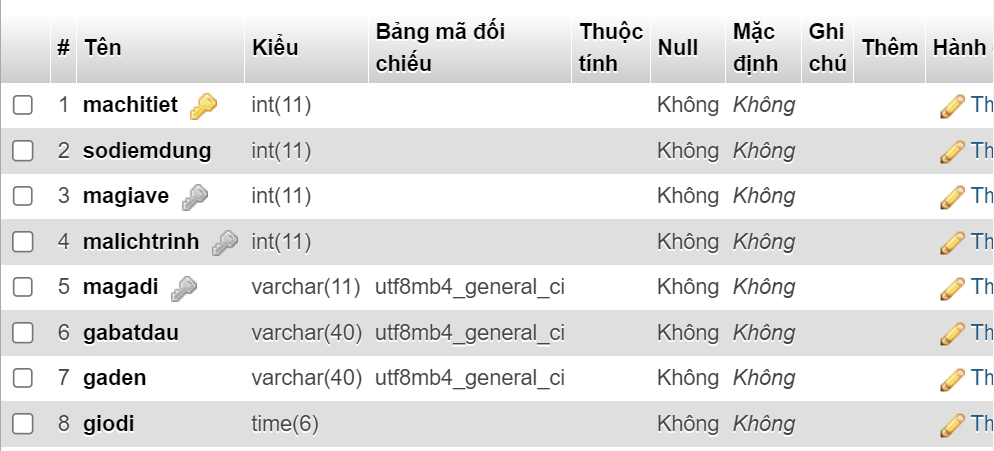 # Tên Kiểu Bảng mã đối chiếu Thuộc tính Null Mặc định Ghi chú Thêm Hành
1 machitiet int(11) Không Không Th
2 sodiemdung int(11) Không Không Th
3 magiave int(11) Không Không Th
4 malichtrinh int(11) Không Không Th
5 magadi varchar(11) utf8mb4_general_ci Không Không Th
6 gabatdau varchar(40) utf8mb4_general_ci Không Không Th
7 gaden varchar(40) utf8mb4_general_ci Không Không Th
8 giodi time(6) Không Không Th